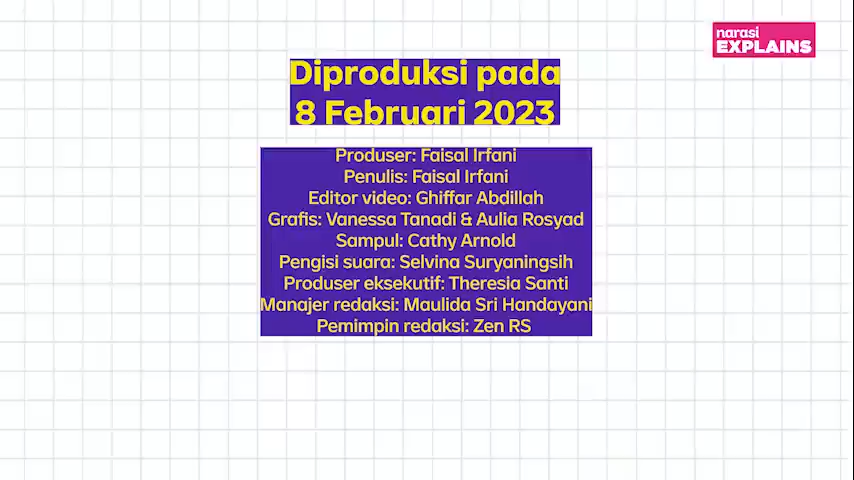 narasi
EXPLAINS
Diproduksi pada
8 Februari 2023
Produser: Faisal Irfani
Penulis: Faisal Irfani
Editor video: Ghiffar Abdillah
Grafis: Vanessa Tanadi & Aulia Rosyad
Sampul: Cathy Arnold
Pengisi suara: Selvina Suryaningsih
Produser eksekutif: Theresia Santi
Manajer redaksi: Maulida Sri Handayani
Pemimpin redaksi: Zen RS